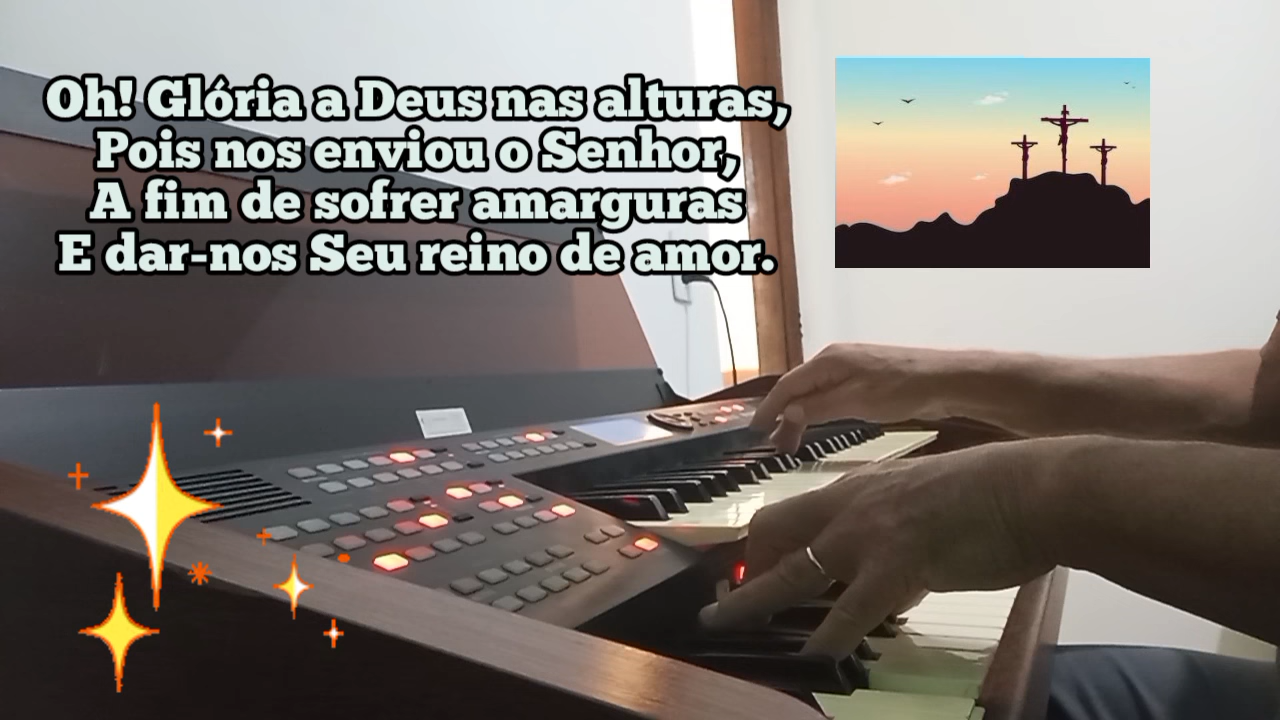 Oh! Glória a Deus nas alturas,
Pois nos enviou o Senhor,
A fim de sofrer amarguras
E dar-nos Seu reino de amor.